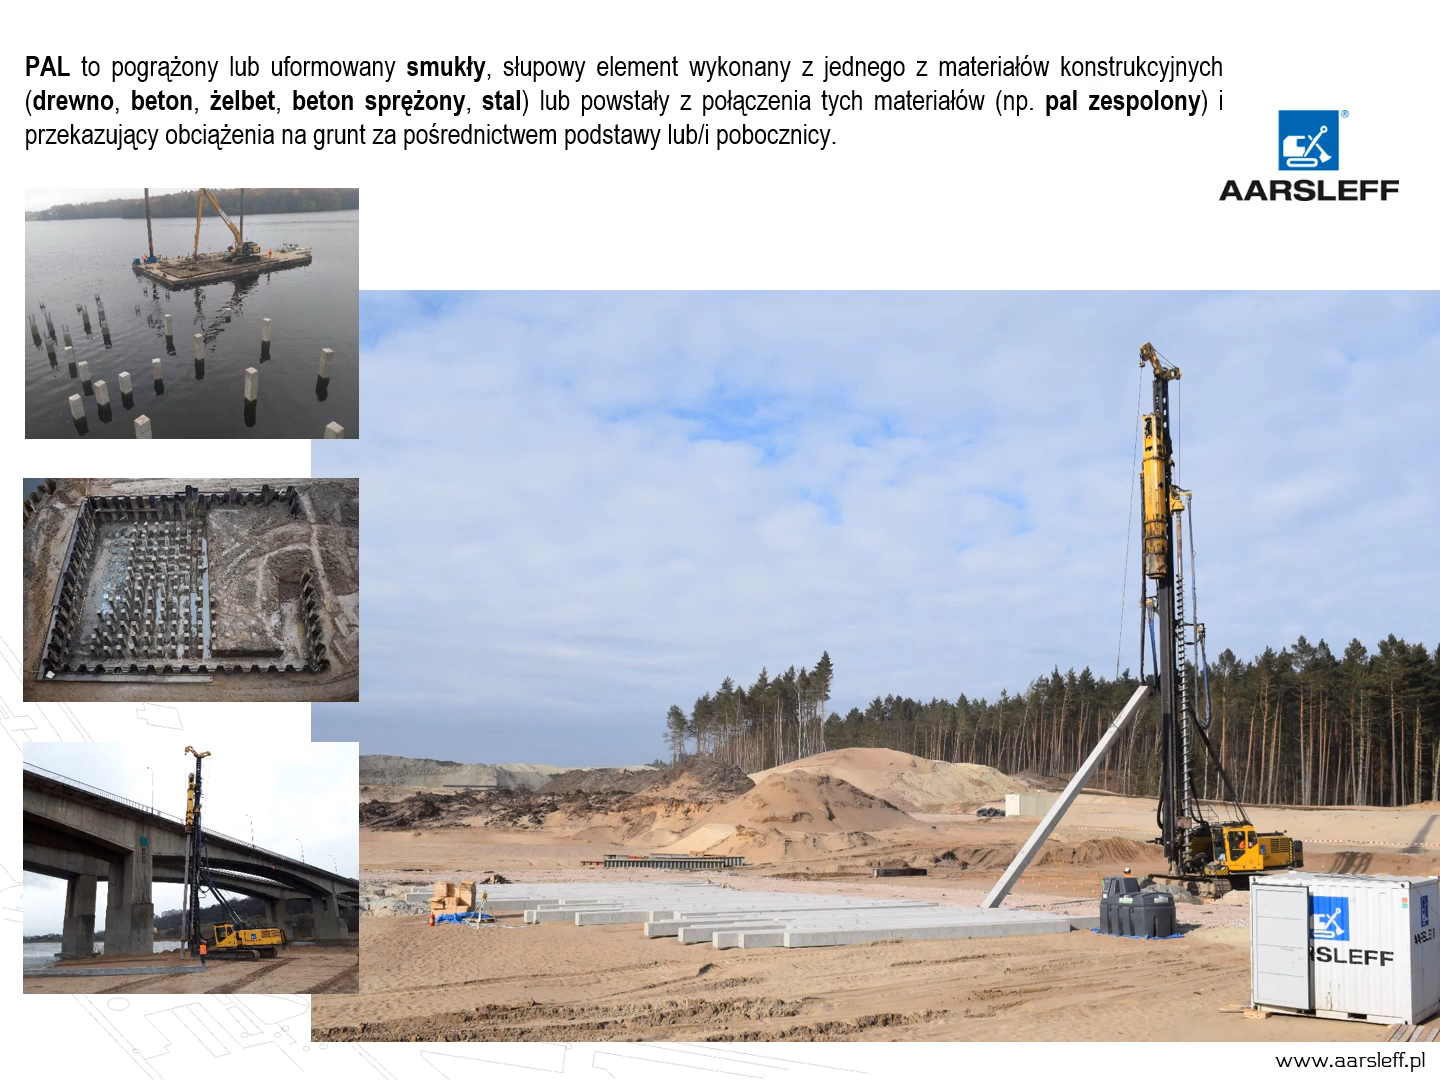 PAL to pogrążony lub uformowany smukły, słupowy element wykonany z jednego z materiałów konstrukcyjnych
(drewno, beton, żelbet, beton sprężony, stal) lub powstały z połączenia tych materiałów (np. pal zespolony) i
przekazujący obciążenia na grunt za pośrednictwem podstawy lub/i pobocznicy.
®
AARSLEFF
RSLEFF
www.aarsleff.pl